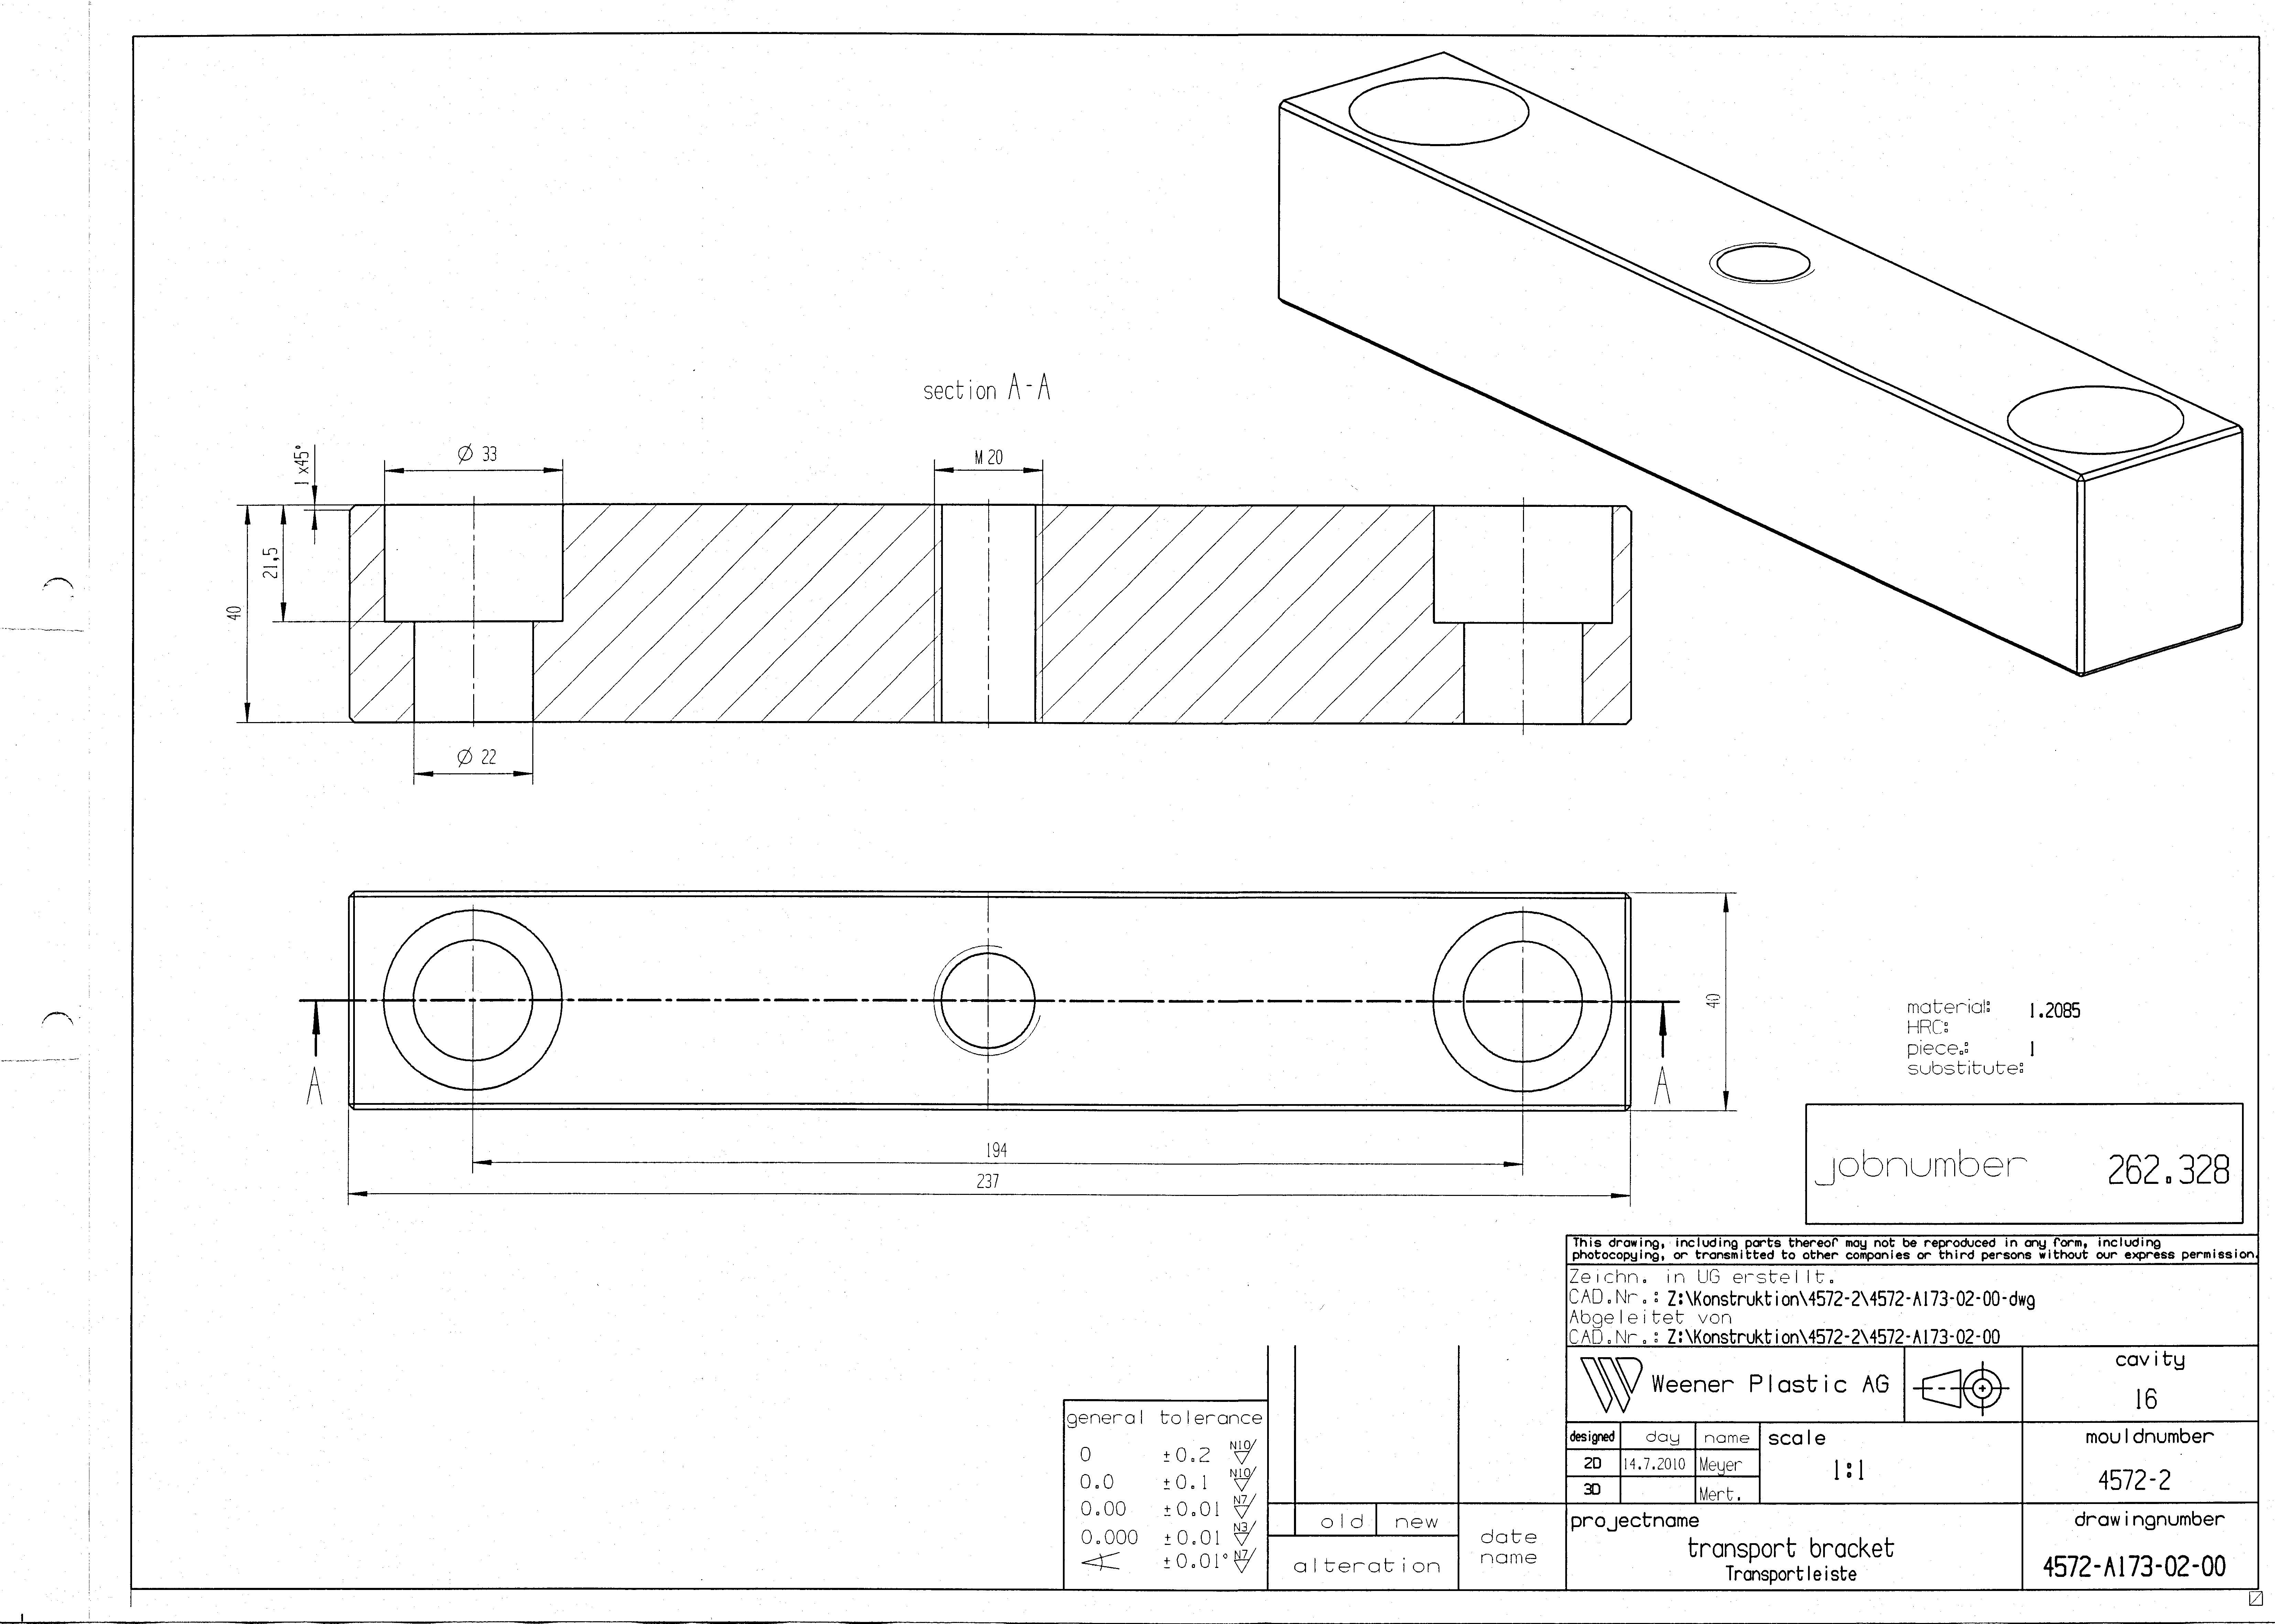 section A-A
1 x45°
Ø 33
M 20
21,5
40
Ø 22
40
A
A
194
237
material: 1.2085
HRC:
piece.: 1
substitute:
jobnumber 262.328
This drawing, including parts thereof may not be reproduced in any form, including
photocopying, or transmitted to other companies or third persons without our express permission.
Zeichn. in UG erstellt.
CAD.Nr.: Z:\Konstruktion\4572-2\4572-A173-02-00-dwg
Abgeleitet von
CAD.Nr.: Z:\Konstruktion\4572-2\4572-A173-02-00
Weener Plastic AG
cavity
16
designed day name
2D 14.7.2010 Meyer
3D Mert.
scale
1:1
mouldnumber
4572-2
projectname
transport bracket
Transportleiste
drawingnumber
4572-A173-02-00
general tolerance
0 ±0.2 N10
0.0 ±0.1 N10
0.00 ±0.01 N7
0.000 ±0.01 N3
±0.01° N7
old new
alteration
date
name